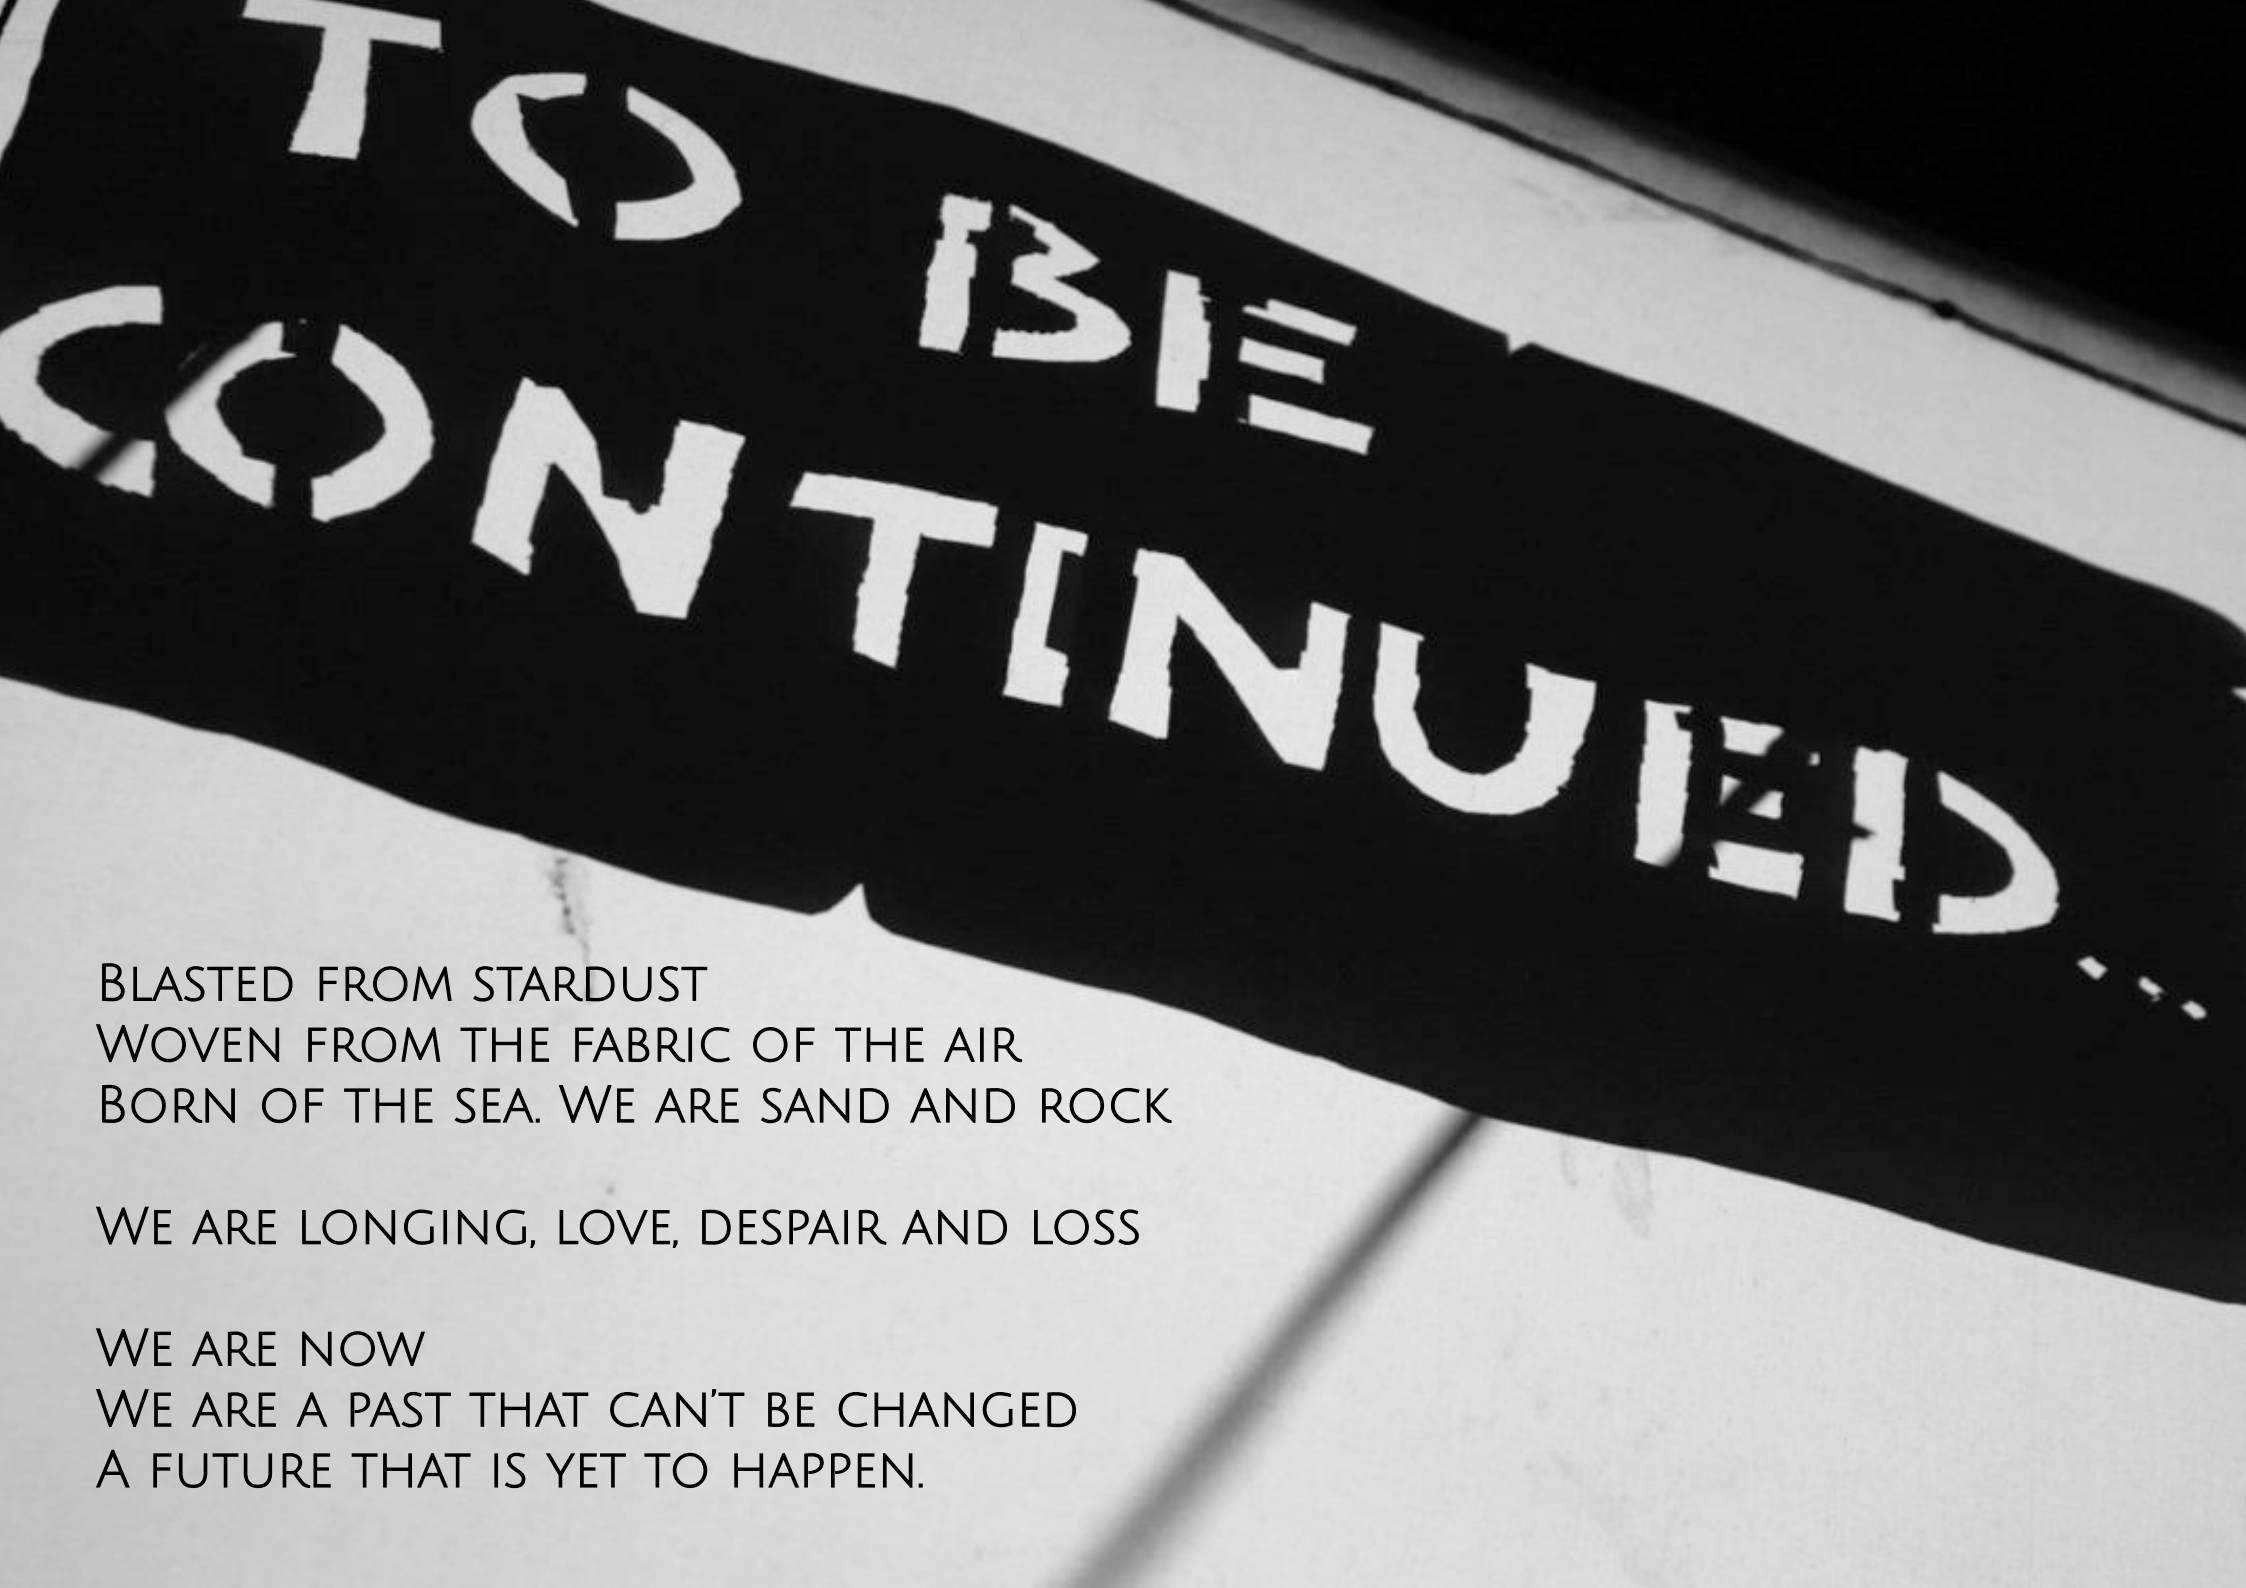 TO BE
CONTINUED...
Blasted from stardust
Woven from the fabric of the air
Born of the sea. We are sand and rock
We are longing, love, despair and loss
We are now
We are a past that can't be changed
A future that is yet to happen.